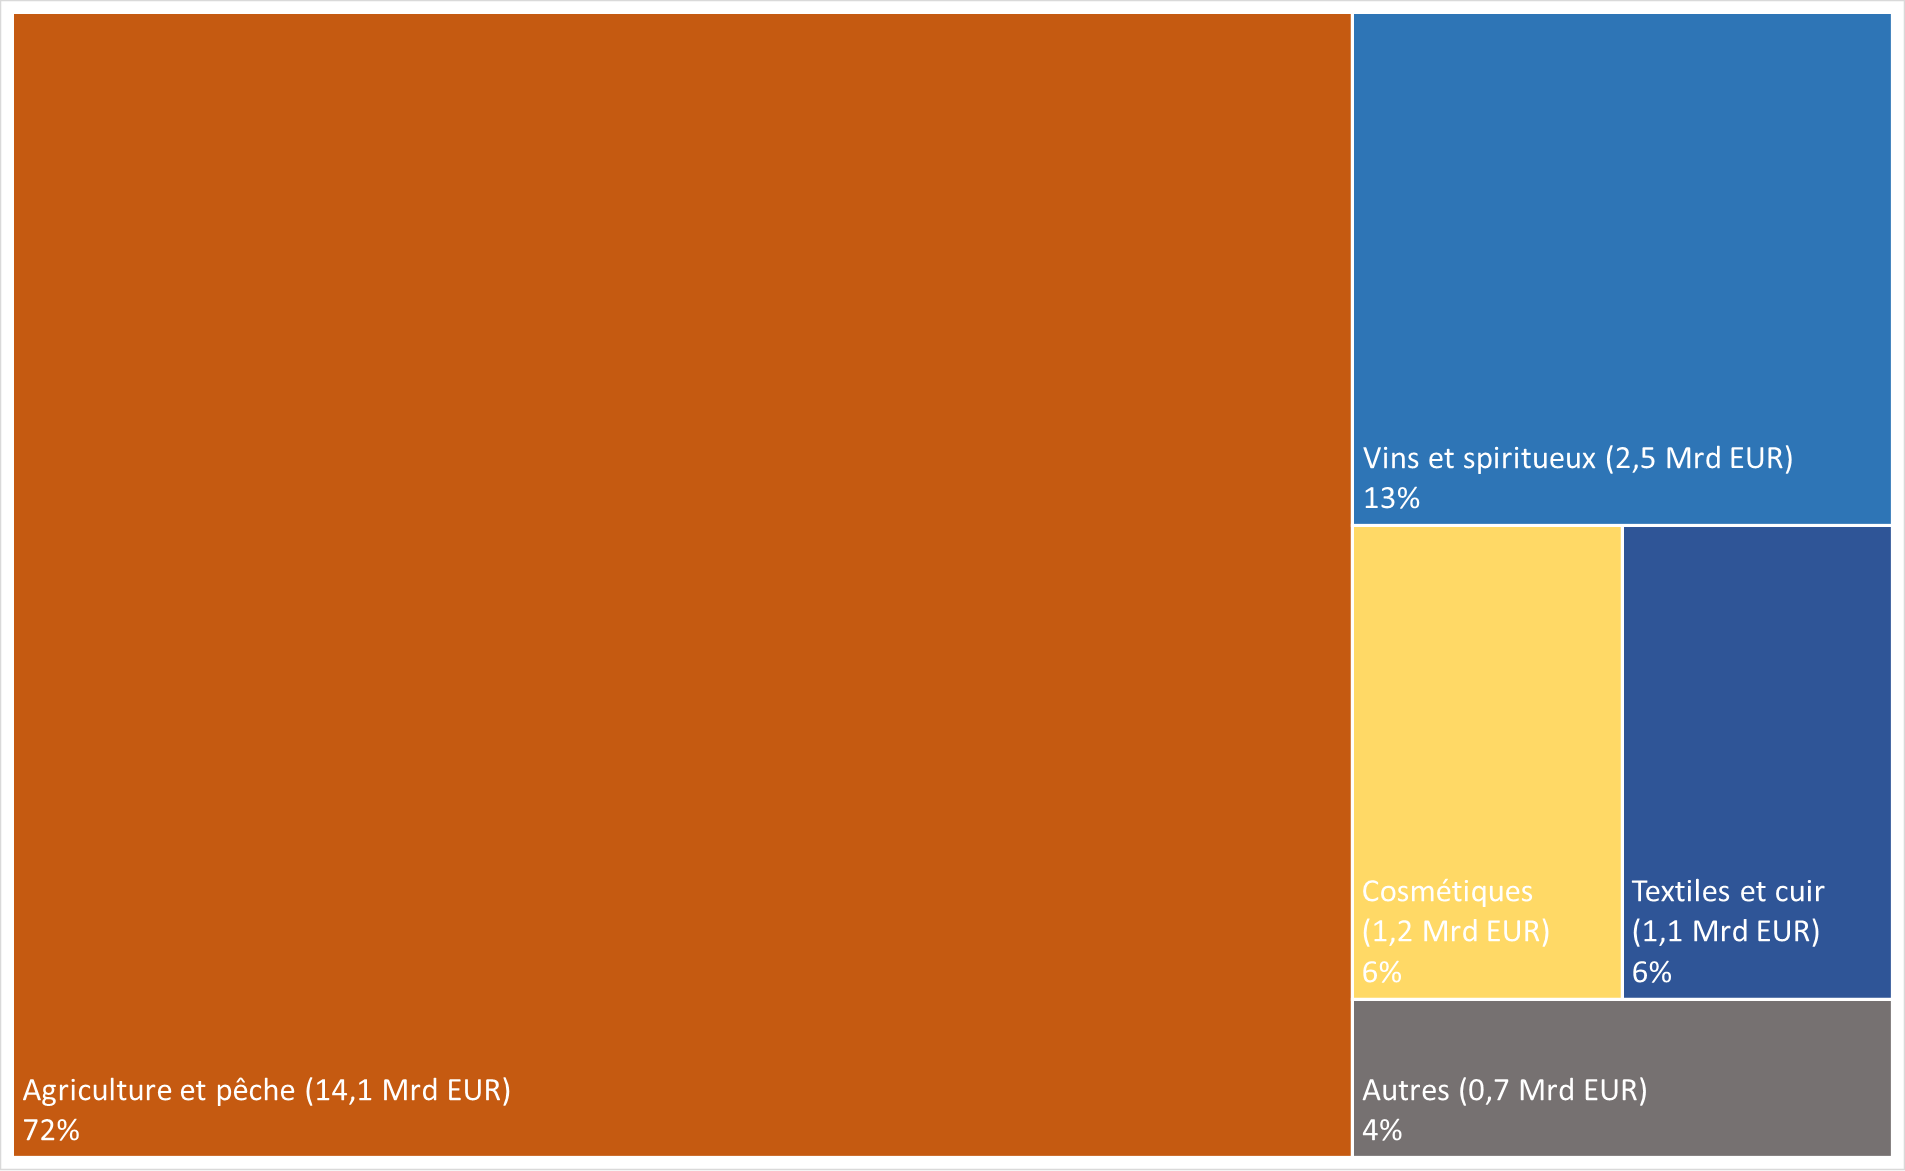 Vins et spiritueux (2,5 Mrd EUR)
13%
Cosmétiques
(1,2 Mrd EUR)
6%
Textiles et cuir
(1,1 Mrd EUR)
6%
Agriculture et pêche (14,1 Mrd EUR)
72%
Autres (0,7 Mrd EUR)
4%